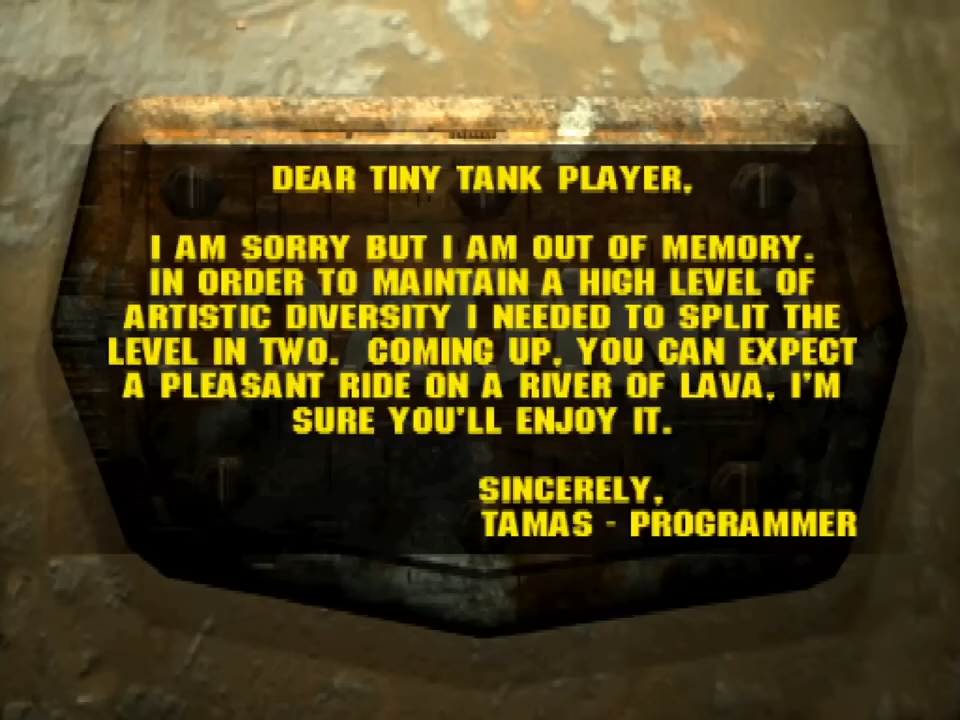 DEAR TINY TANK PLAYER,
I AM SORRY BUT I AM OUT OF MEMORY.
IN ORDER TO MAINTAIN A HIGH LEVEL OF
ARTISTIC DIVERSITY I NEEDED TO SPLIT THE
LEVEL IN TWO. COMING UP, YOU CAN EXPECT
A PLEASANT RIDE ON A RIVER OF LAVA, I'M
SURE YOU'LL ENJOY IT.
SINCERELY,
TAMAS - PROGRAMMER